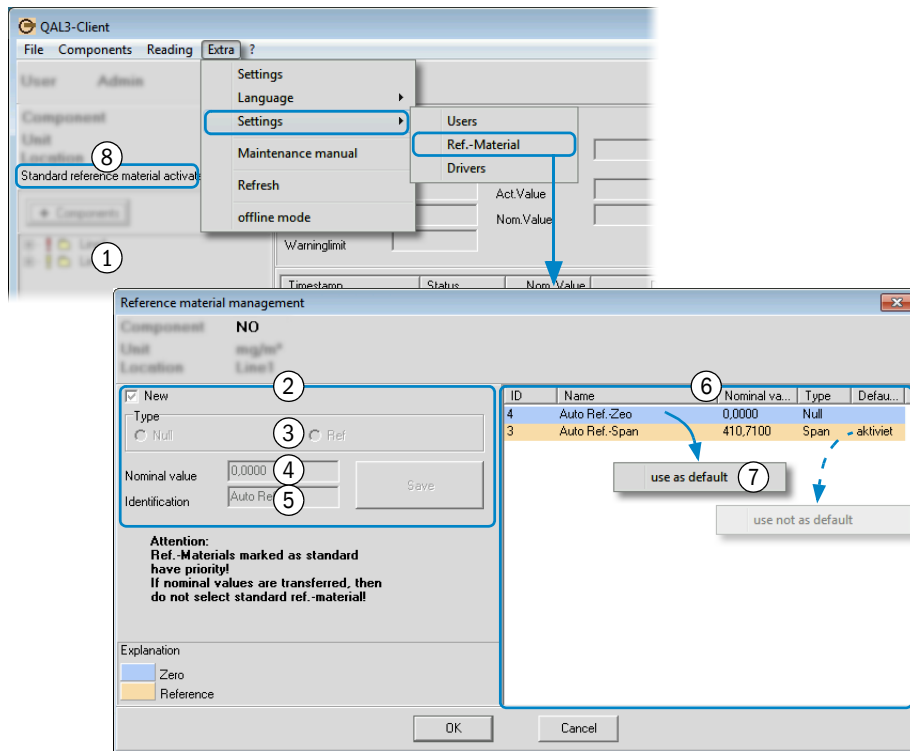 QAL3-Client
File Components Reading Extra ?
User Admin
Component
Unit
Location
8
Standard reference material activate
Components
1
Settings
Language
Settings
Maintenance manual
Refresh
offline mode
Users
Ref.-Material
Drivers
Act.Value
Nom.Value
Warninglimit
Timestamp Status Nom. Value
Reference material management
Component NO
Unit mg/m³
Location Line1
2
New
Type
Null 3 Ref
Nominal value 0,0000 4
Identification Auto Re 5
Save
Attention:
Ref.-Materials marked as standard
have priority!
If nominal values are transferred, then
do not select standard ref.-material!
Explanation
Zero
Reference
6
ID Name Nominal va... Type Defau...
4 Auto Ref.-Zeo 0,0000 Null
3 Auto Ref.-Span 410,7100 Span aktiviet
use as default 7
use not as default
OK Cancel